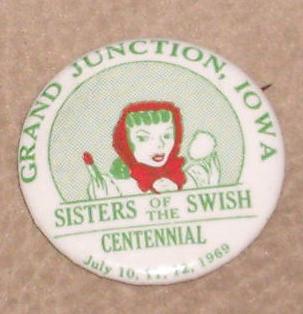 GRAND JUNCTION, IOWA
SISTERS OF THE SWISH
CENTENNIAL
July 10, 11, 12, 1969